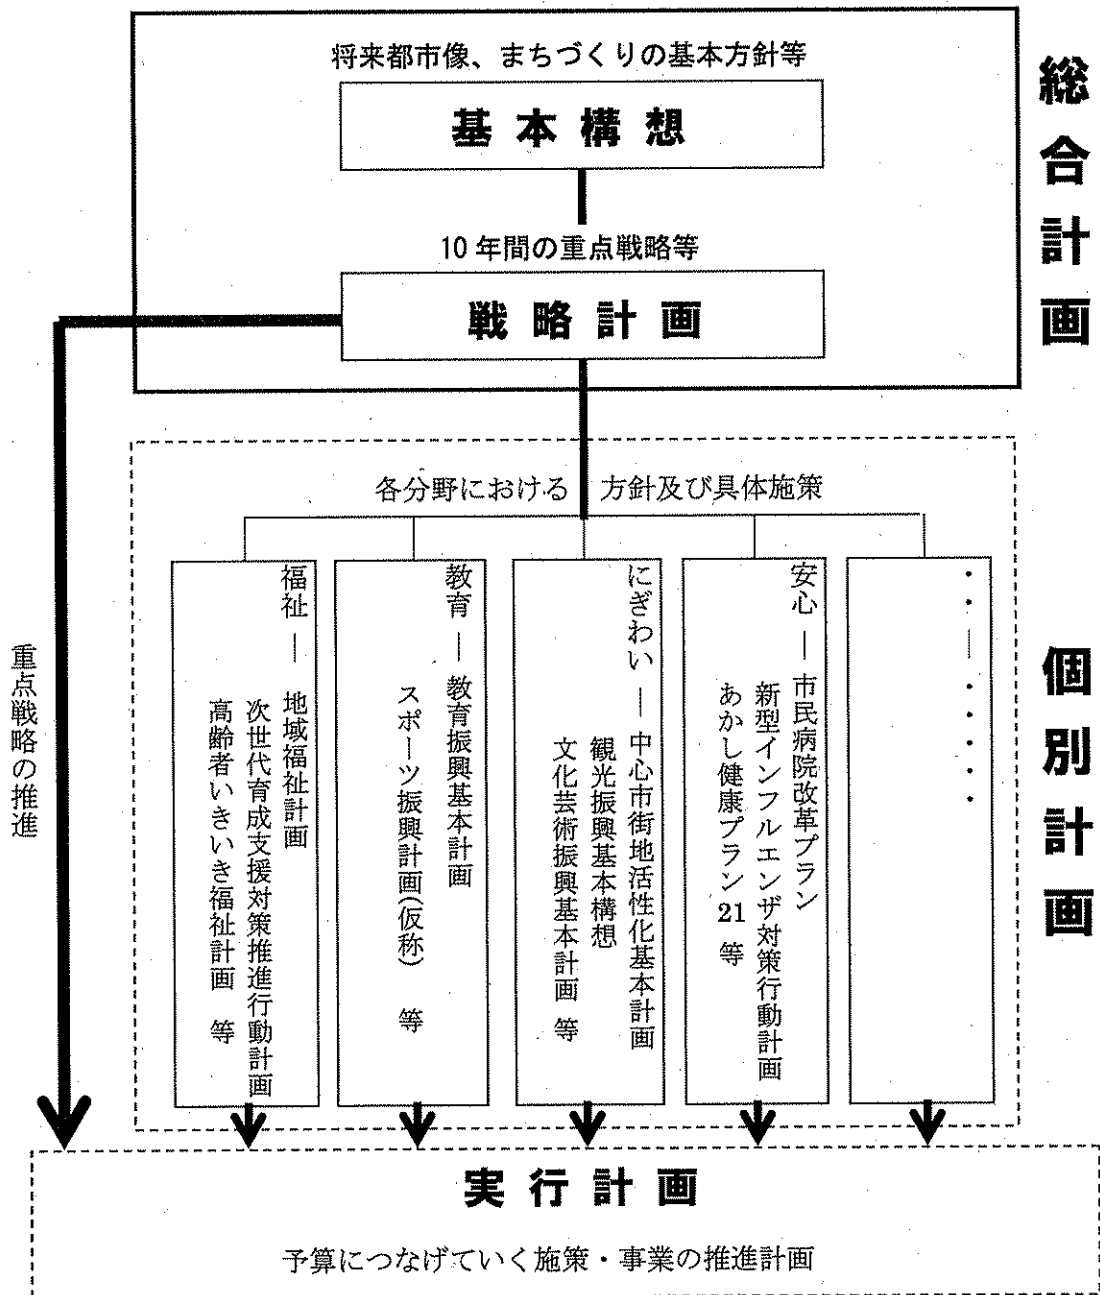 将来都市像、まちづくりの基本方針等
基本構想
10年間の重点戦略等
戦略計画
総合計画
各分野における 方針及び具体施策
福祉 ― 地域福祉計画
次世代育成支援対策推進行動計画
高齢者いきいき福祉計画 等
教育 ― 教育振興基本計画
スポーツ振興計画(仮称) 等
にぎわい ― 中心市街地活性化基本計画
観光振興基本構想
文化芸術振興基本計画 等
安心 ― 市民病院改革プラン
新型インフルエンザ対策行動計画
あかし健康プラン21 等
・・―・・・・・
個別計画
重点戦略の推進
実行計画
予算につなげていく施策・事業の推進計画